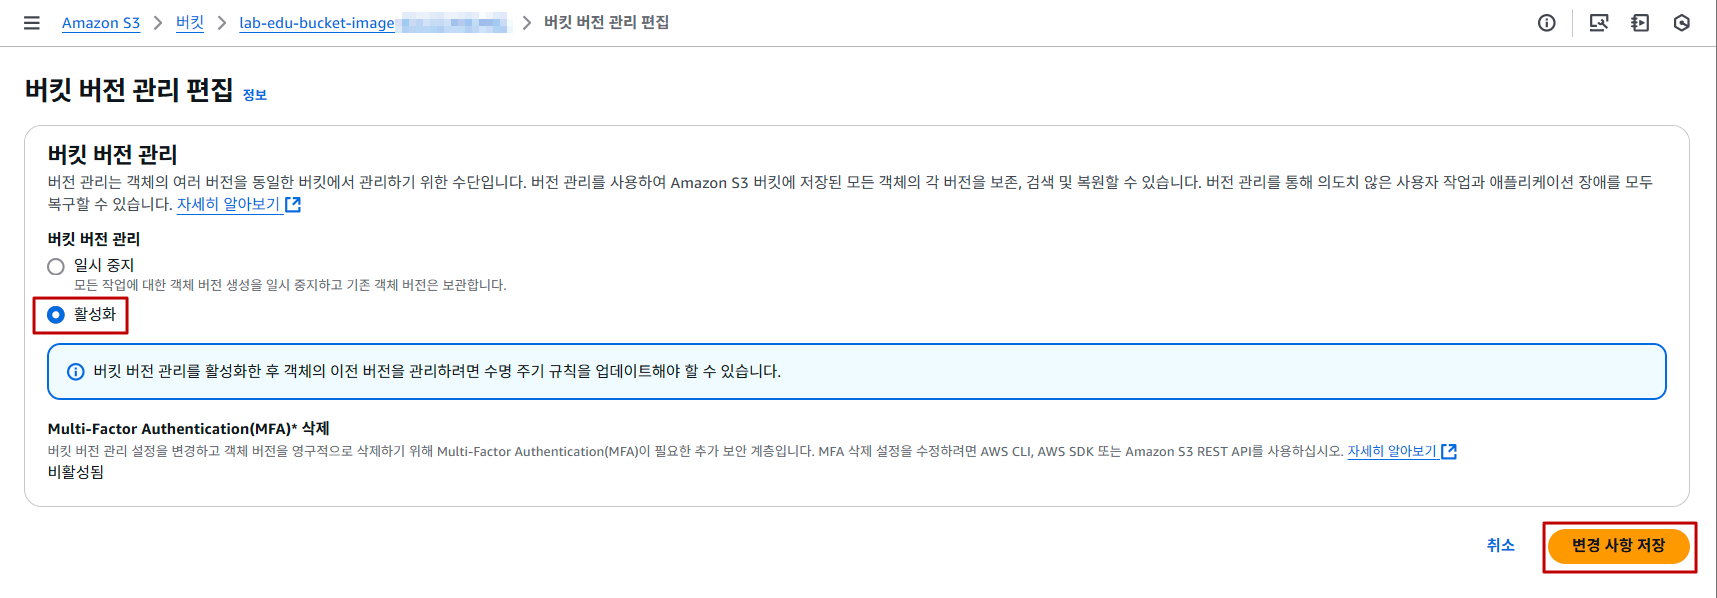 Amazon S3 > 버킷 > lab-edu-bucket-image > 버킷 버전 관리 편집
버킷 버전 관리 편집 정보
버킷 버전 관리
버전 관리는 객체의 여러 버전을 동일한 버킷에서 관리하기 위한 수단입니다. 버전 관리를 사용하여 Amazon S3 버킷에 저장된 모든 객체의 각 버전을 보존, 검색 및 복원할 수 있습니다. 버전 관리를 통해 의도치 않은 사용자 작업과 애플리케이션 장애를 모두
복구할 수 있습니다. 자세히 알아보기
버킷 버전 관리
일시 중지
모든 작업에 대한 객체 버전 생성을 일시 중지하고 기존 객체 버전은 보관합니다.
활성화
버킷 버전 관리를 활성화한 후 객체의 이전 버전을 관리하려면 수명 주기 규칙을 업데이트해야 할 수 있습니다.
Multi-Factor Authentication(MFA)* 삭제
버킷 버전 관리 설정을 변경하고 객체 버전을 영구적으로 삭제하기 위해 Multi-Factor Authentication(MFA)이 필요한 추가 보안 계층입니다. MFA 삭제 설정을 수정하려면 AWS CLI, AWS SDK 또는 Amazon S3 REST API를 사용하십시오. 자세히 알아보기
비활성됨
취소 변경 사항 저장